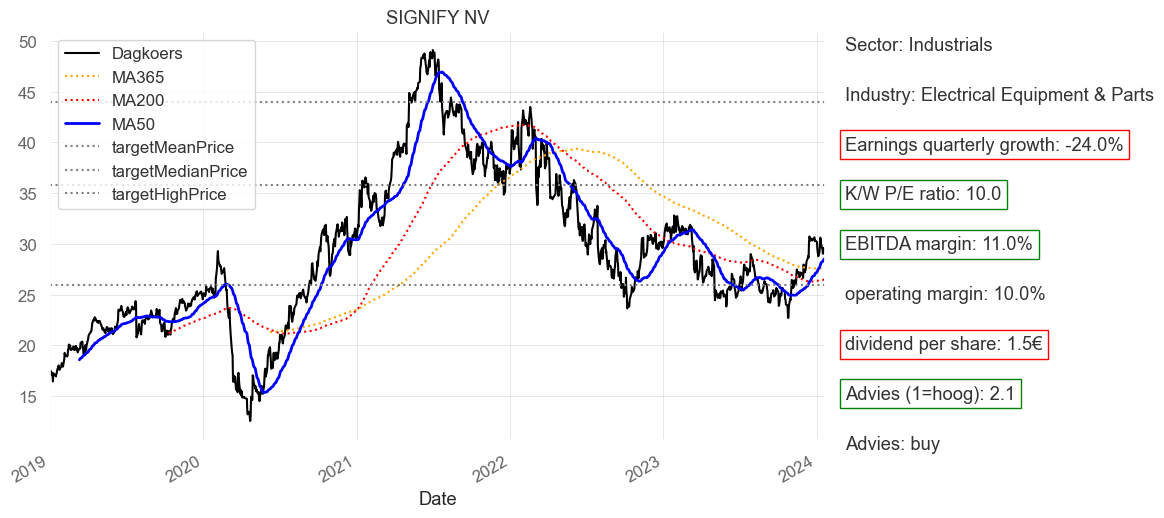 SIGNIFY NV
Dagkoers
MA365
MA200
MA50
targetMeanPrice
targetMedianPrice
targetHighPrice
50
45
40
35
30
25
20
15
2019
2020
2021
2022
2023
2024
Date
Sector: Industrials
Industry: Electrical Equipment & Parts
Earnings quarterly growth: -24.0%
K/W P/E ratio: 10.0
EBITDA margin: 11.0%
operating margin: 10.0%
dividend per share: 1.5€
Advies (1=hoog): 2.1
Advies: buy